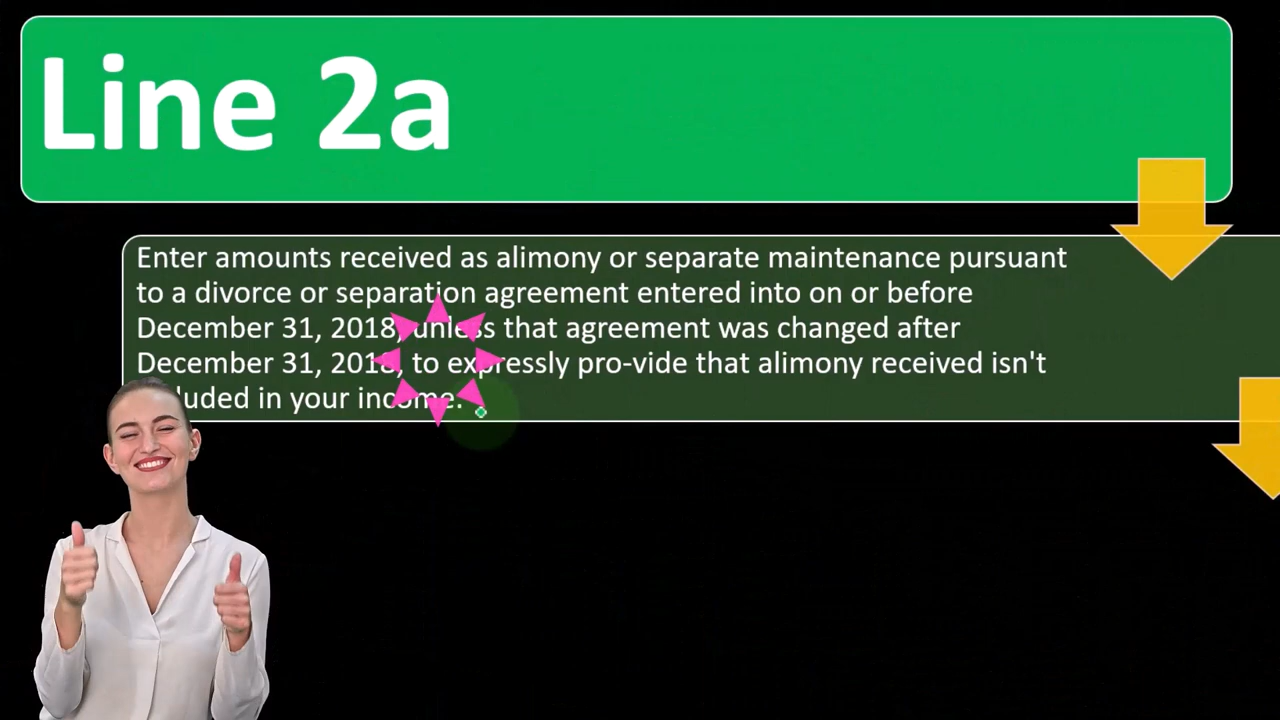 Line 2a
Enter amounts received as alimony or separate maintenance pursuant
to a divorce or separation agreement entered into on or before
December 31, 2018, unless that agreement was changed after
December 31, 2018, to expressly pro-vide that alimony received isn't
included in your income.